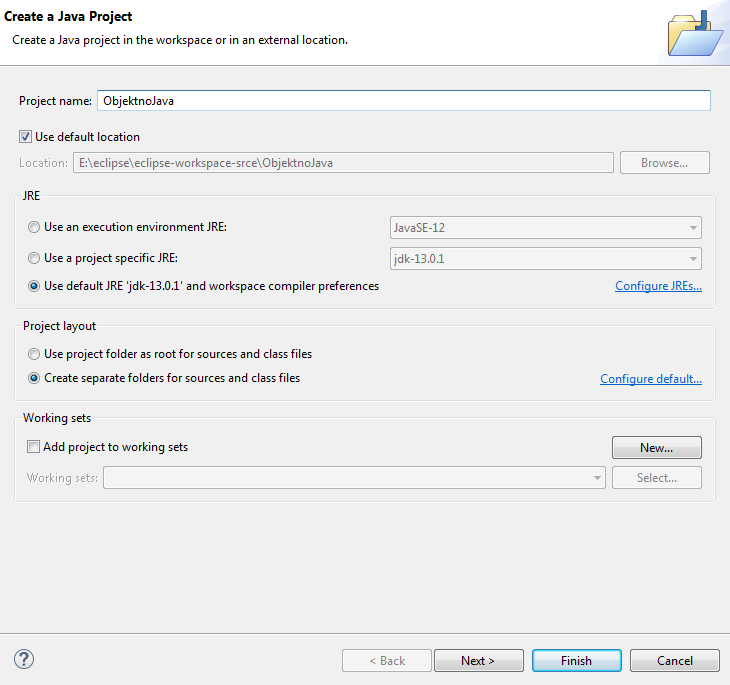 Create a Java Project
Create a Java project in the workspace or in an external location.
Project name: ObjektnoJava
Use default location
Location: E:\eclipse\eclipse-workspace-srce\ObjektnoJava Browse...
JRE
Use an execution environment JRE: JavaSE-12
Use a project specific JRE: jdk-13.0.1
Use default JRE 'jdk-13.0.1' and workspace compiler preferences Configure JREs...
Project layout
Use project folder as root for sources and class files
Create separate folders for sources and class files Configure default...
Working sets
Add project to working sets New...
Working sets: Select...
? < Back Next > Finish Cancel